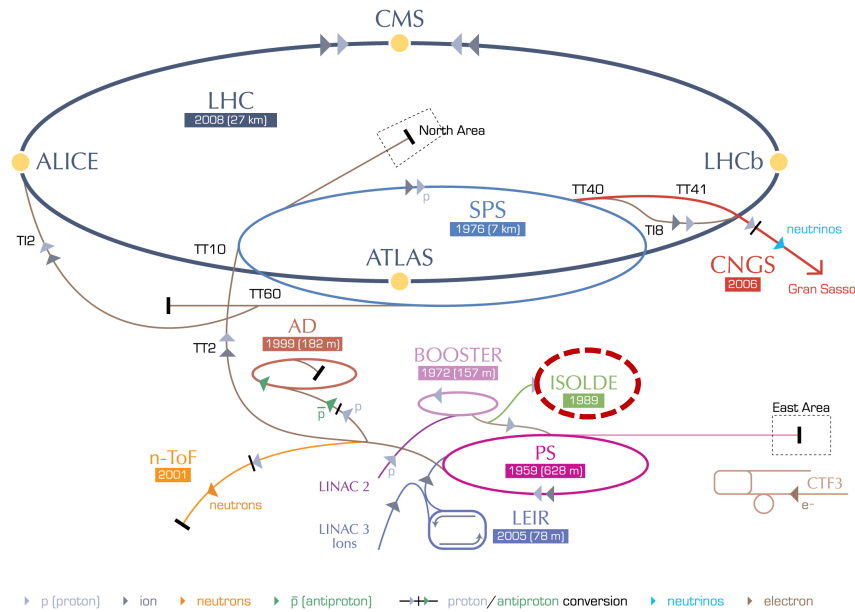 CMS
LHC
2008 (27 km)
North Area
ALICE
LHCb
TT40
TT41
SPS
1976 (7 km)
p
TI2
TT10
TI8
neutrinos
ATLAS
CNGS
2006
Gran Sasso
TT60
AD
1999 (182 m)
TT2
BOOSTER
1972 (157 m)
ISOLDE
1989
p̄
p
East Area
n-ToF
2001
PS
1959 (628 m)
p
LINAC 2
neutrons
CTF3
e-
LINAC 3
Ions
LEIR
2005 (78 m)
p (proton)
ion
neutrons
p̄ (antiproton)
proton/antiproton conversion
neutrinos
electron